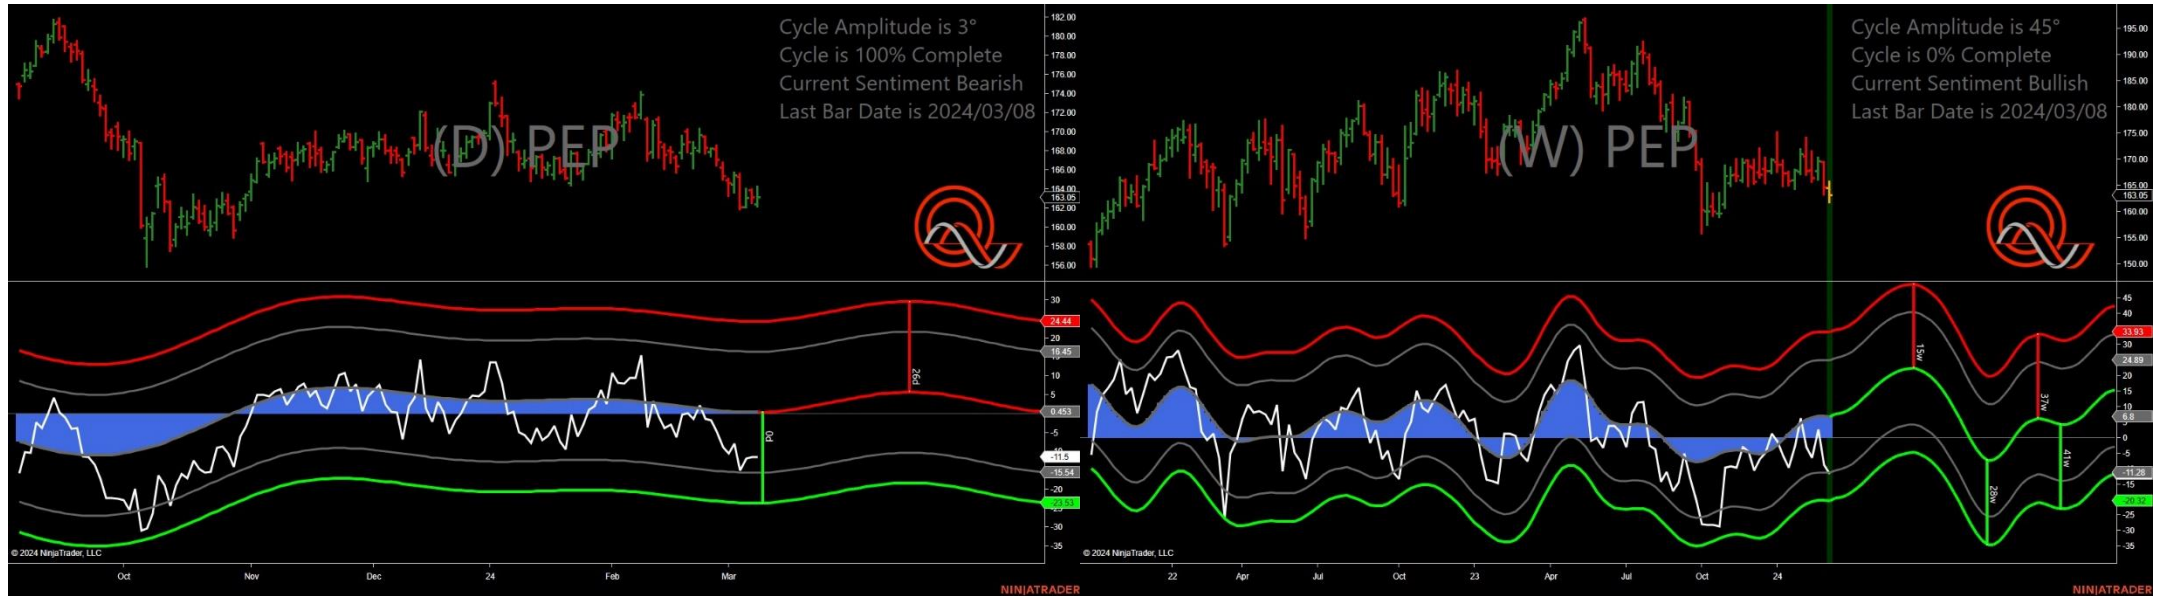 Cycle Amplitude is 3°
Cycle is 100% Complete
Current Sentiment Bearish
Last Bar Date is 2024/03/08
(D) PEP
182.00
180.00
178.00
176.00
174.00
172.00
170.00
168.00
166.00
164.00
163.05
162.00
160.00
158.00
156.00
30
24.44
16.45
10
5
0.453
-5
-11.5
-15.54
-20
-23.53
-30
-35
26d
0d
© 2024 NinjaTrader, LLC
Oct
Nov
Dec
24
Feb
Mar
NINJATRADER
Cycle Amplitude is 45°
Cycle is 0% Complete
Current Sentiment Bullish
Last Bar Date is 2024/03/08
(W) PEP
195.00
190.00
185.00
180.00
175.00
170.00
165.00
163.05
160.00
155.00
150.00
45
40
33.93
30
24.89
20
15
10
6.8
0
-5
-11.28
-15
-20.32
-25
-30
-35
15w
28w
37w
41w
© 2024 NinjaTrader, LLC
22
Apr
Jul
Oct
23
Apr
Jul
Oct
24
NINJATRADER